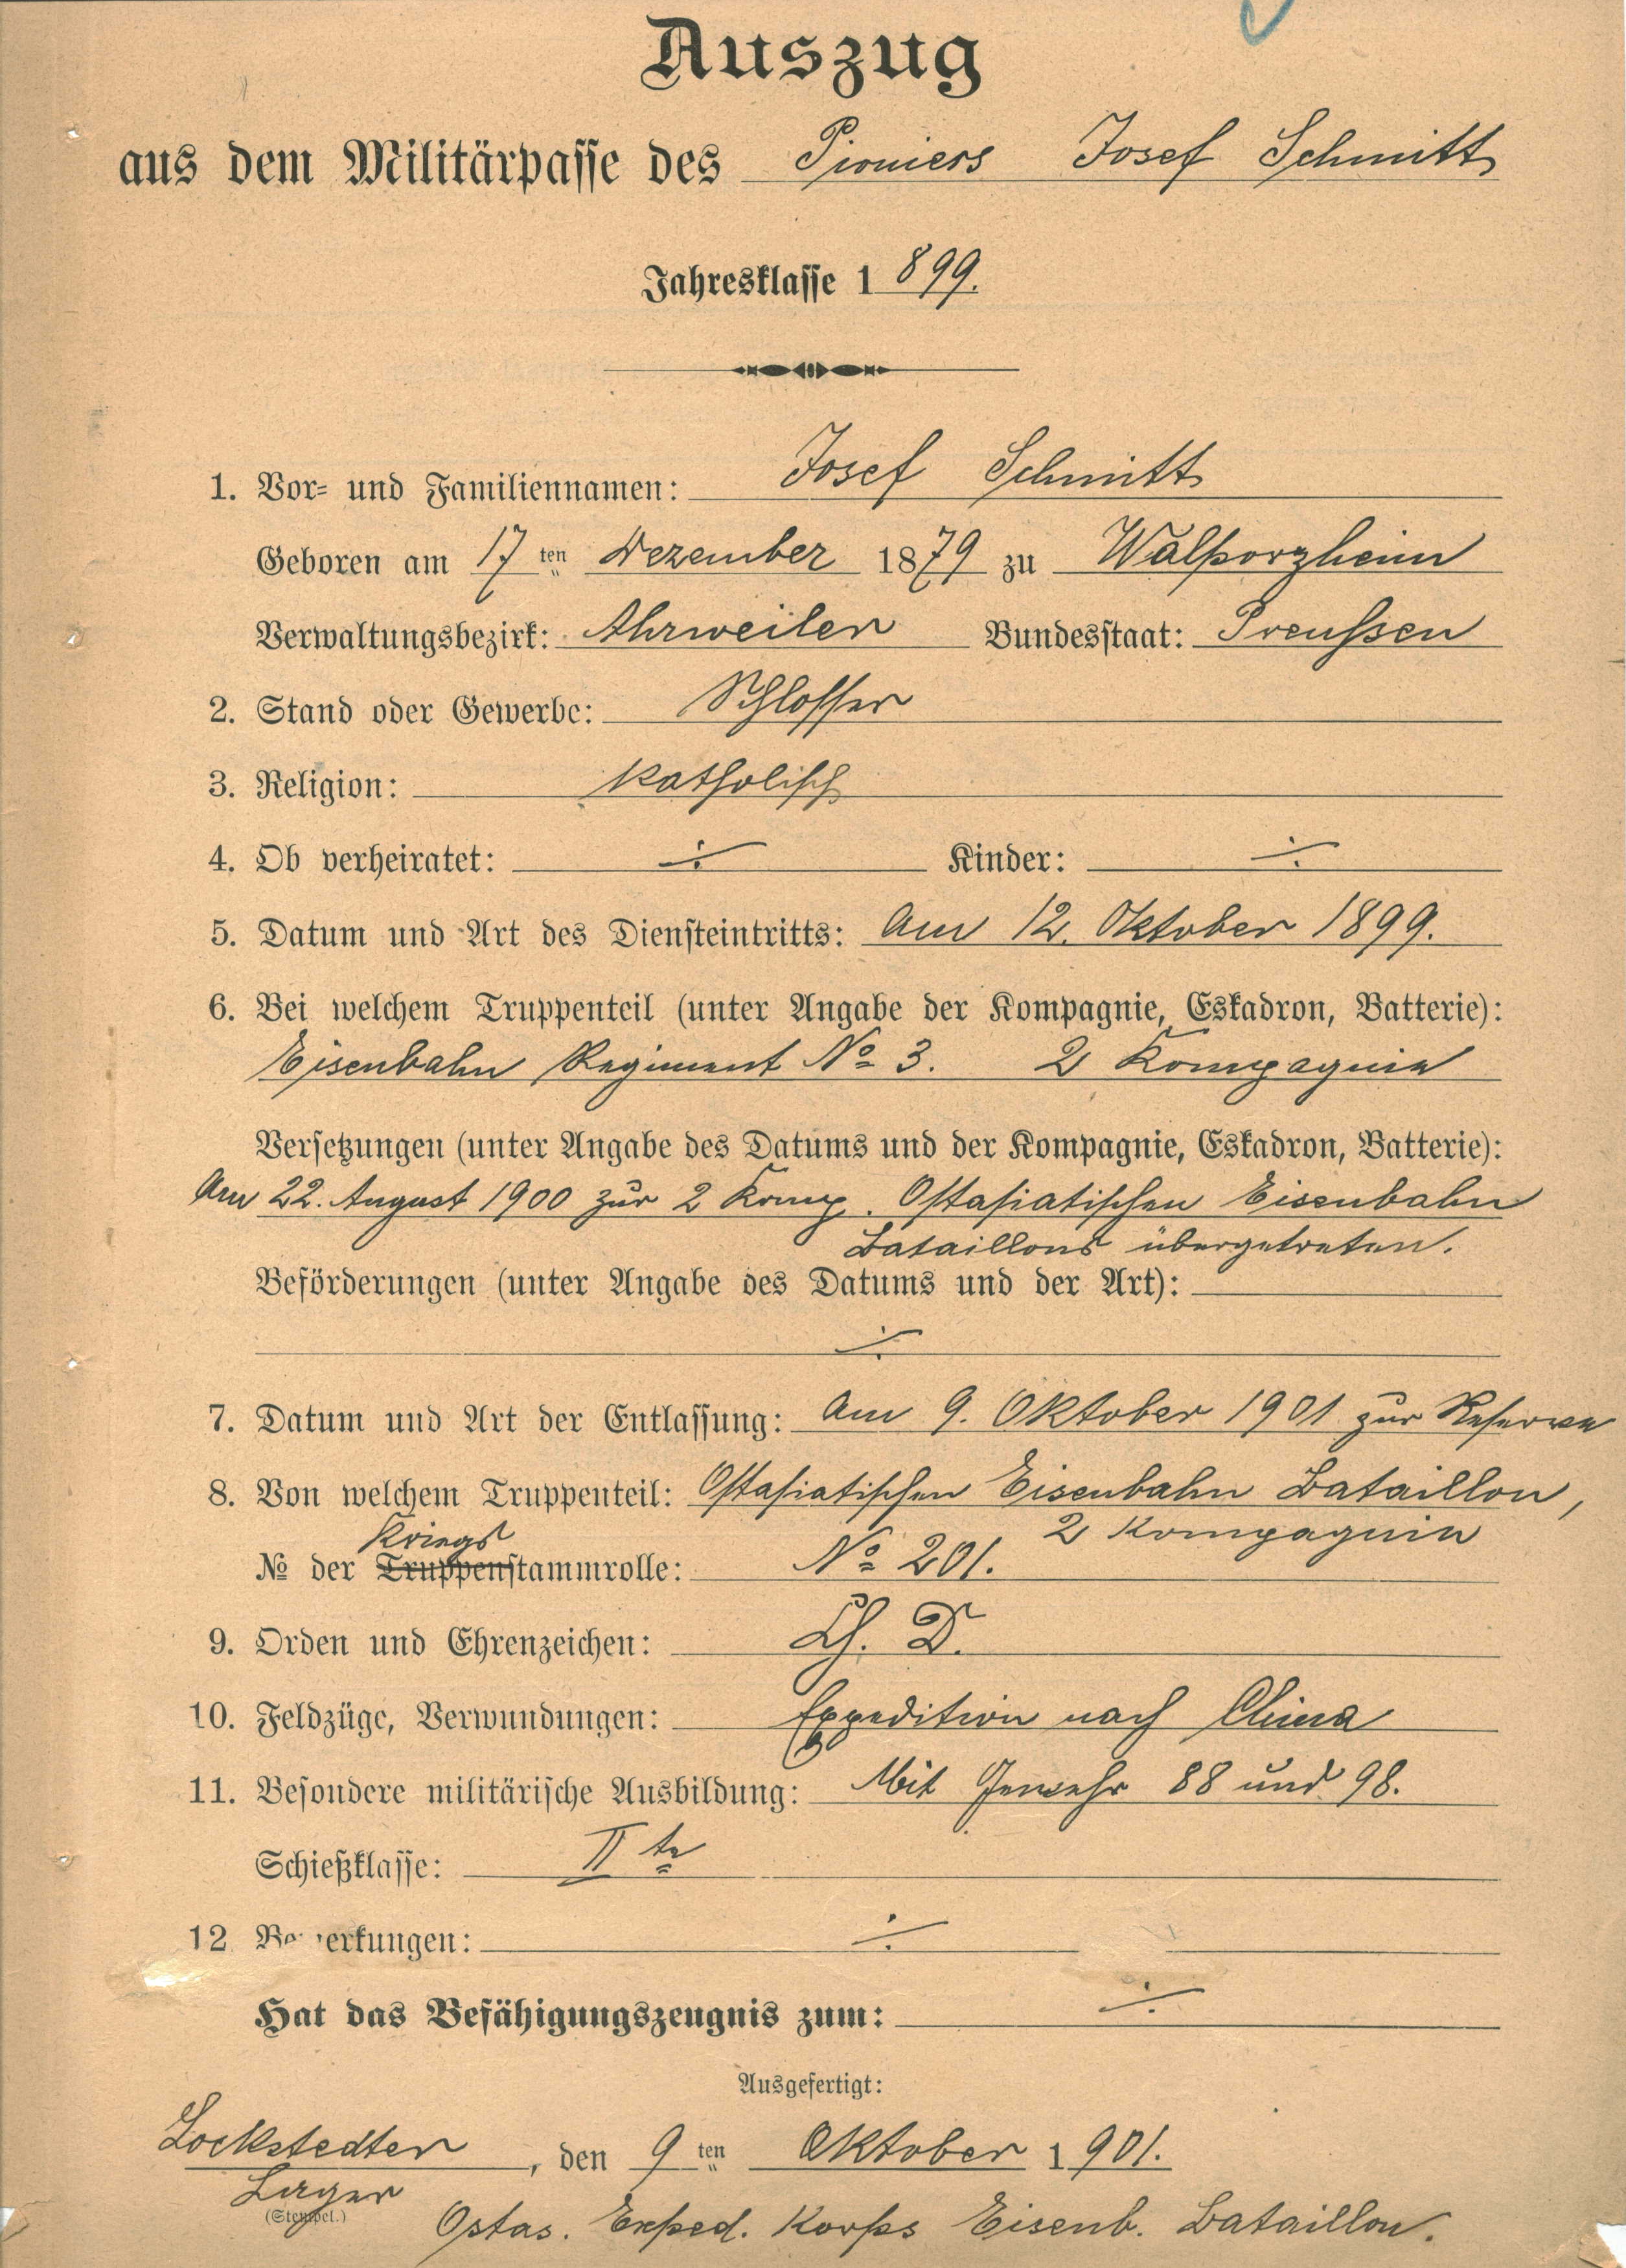 Auszug
aus dem Militärpasse des Pioniers Josef Schmitt
Jahresklasse 1899.
1. Vor- und Familiennamen: Josef Schmitt
Geboren am 17ten Dezember 1879 zu Walporzheim
Verwaltungsbezirk: Ahrweiler Bundesstaat: Preußen
2. Stand oder Gewerbe: Schlosser
3. Religion: katholisch
4. Ob verheiratet: ÷ Kinder: ÷
5. Datum und Art des Diensteintritts: Am 12. Oktober 1899.
6. Bei welchem Truppenteil (unter Angabe der Kompagnie, Eskadron, Batterie):
Eisenbahn Regiment No 3. 2 Kompagnie
Versetzungen (unter Angabe des Datums und der Kompagnie, Eskadron, Batterie):
Am 22. August 1900 zur 2 Komp. Ostasiatischen Eisenbahn
Bataillons übergetreten.
Beförderungen (unter Angabe des Datums und der Art):
÷
7. Datum und Art der Entlassung: Am 9. Oktober 1901 zur Reserve
8. Von welchem Truppenteil: Ostasiatischen Eisenbahn Bataillon,
2 Kompagnie
Kriegs
No der Truppenstammrolle: No 201.
9. Orden und Ehrenzeichen: Ch. D.
10. Feldzüge, Verwundungen: Expedition nach China
11. Besondere militärische Ausbildung: Mit Gewehr 88 und 98.
Schießklasse: II te
12 Bemerkungen: ÷
Hat das Befähigungszeugnis zum: ÷
Ausgefertigt:
Lockstedter, den 9ten Oktober 1901.
Lager
(Stempel.)
Ostas. Exped. Korps Eisenb. Bataillon.